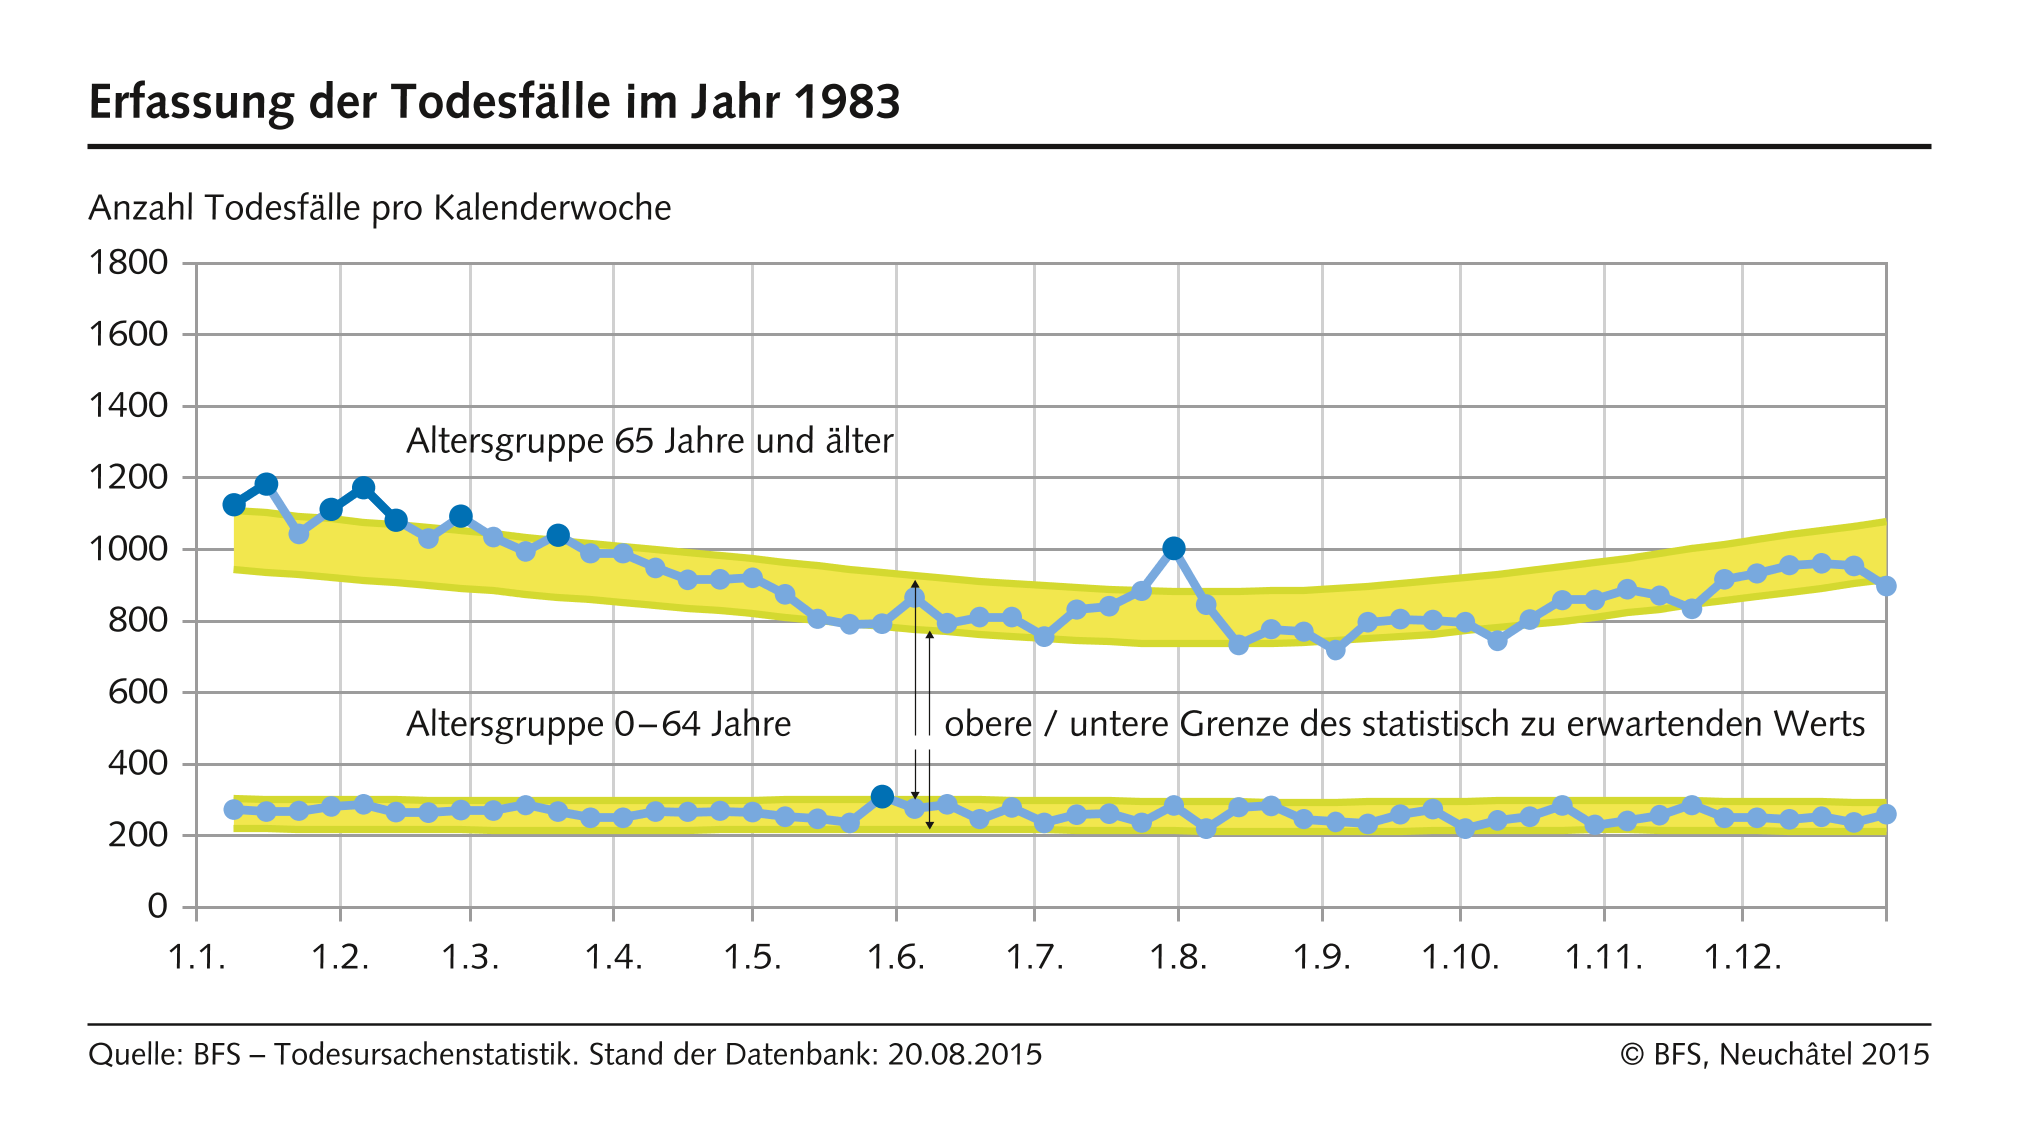 Erfassung der Todesfälle im Jahr 1983
Anzahl Todesfälle pro Kalenderwoche
1800
1600
1400
Altersgruppe 65 Jahre und älter
1200
1000
800
600
Altersgruppe 0–64 Jahre
obere / untere Grenze des statistisch zu erwartenden Werts
400
200
0
1.1. 1.2. 1.3. 1.4. 1.5. 1.6. 1.7. 1.8. 1.9. 1.10. 1.11. 1.12.
Quelle: BFS – Todesursachenstatistik. Stand der Datenbank: 20.08.2015
© BFS, Neuchâtel 2015